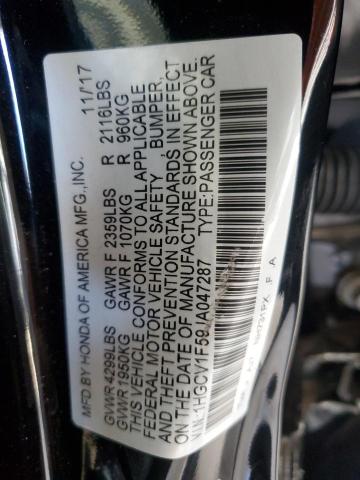 MFD BY HONDA OF AMERICA MFG.,INC. 11/17
GVWR 4299LBS GAWR F 2359LBS R 2116LBS
GVWR 1950KG GAWR F 1070KG R 960KG
THIS VEHICLE CONFORMS TO ALL APPLICABLE
FEDERAL MOTOR VEHICLE SAFETY, BUMPER,
AND THEFT PREVENTION STANDARDS IN EFFECT
ON THE DATE OF MANUFACTURE SHOWN ABOVE.
1HGCV1F59JA047287 TYPE:PASSENGER CAR
NH731PX F A